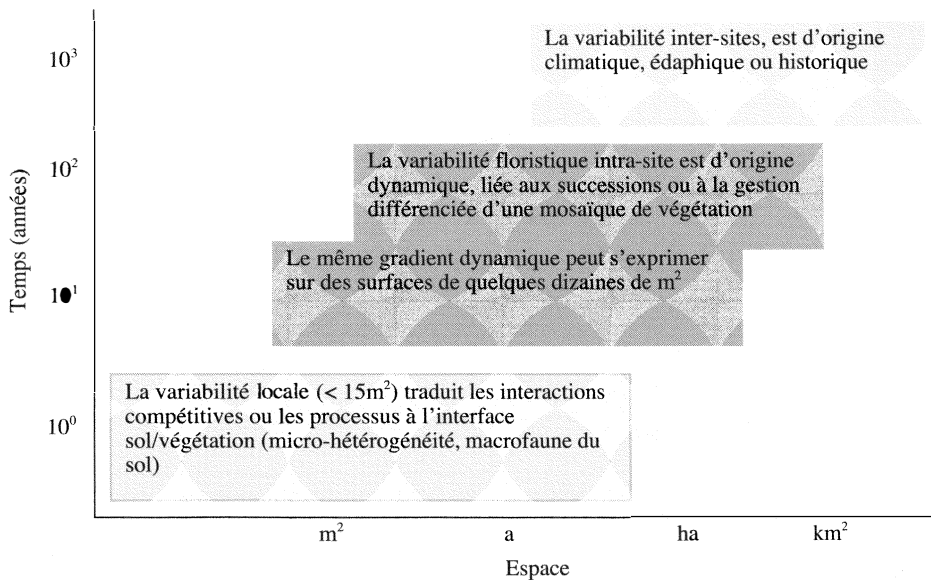 10³
La variabilité inter-sites, est d'origine
climatique, édaphique ou historique
10²
La variabilité floristique intra-site est d'origine
dynamique, liée aux successions ou à la gestion
différenciée d'une mosaïque de végétation
Temps (années)
10¹
Le même gradient dynamique peut s'exprimer
sur des surfaces de quelques dizaines de m²
10⁰
La variabilité locale (< 15m²) traduit les interactions
compétitives ou les processus à l'interface
sol/végétation (micro-hétérogénéité, macrofaune du
sol)
m² a ha km²
Espace